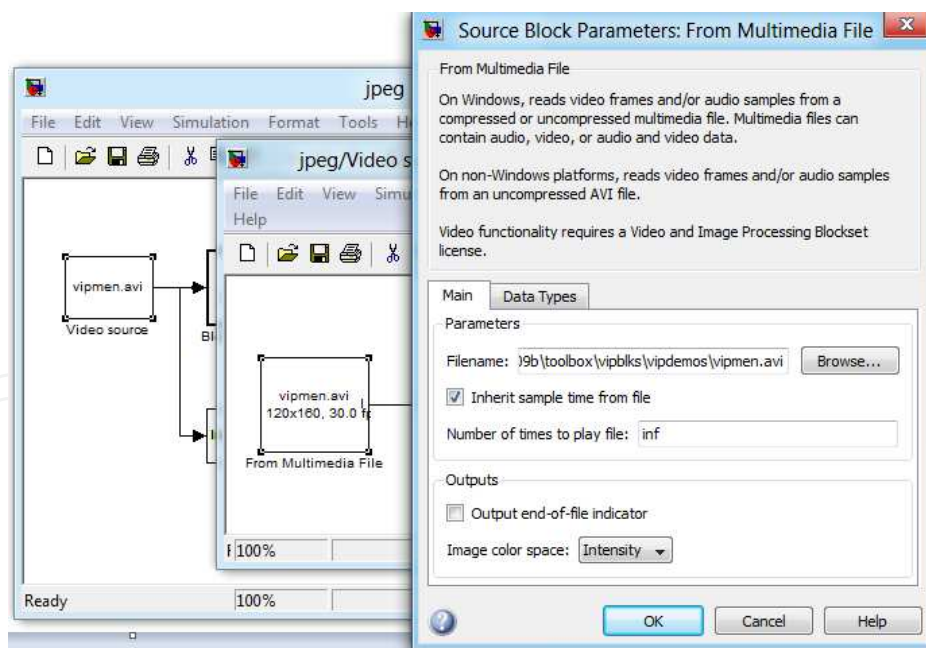 jpeg
File Edit View Simulation Format Tools
vipmen.avi
Video source
jpeg/Video s
File Edit View Simu
Help
vipmen.avi
120x160, 30.0 f
From Multimedia File
100%
Ready
100%
Source Block Parameters: From Multimedia File
From Multimedia File
On Windows, reads video frames and/or audio samples from a
compressed or uncompressed multimedia file. Multimedia files can
contain audio, video, or audio and video data.
On non-Windows platforms, reads video frames and/or audio samples
from an uncompressed AVI file.
Video functionality requires a Video and Image Processing Blockset
license.
Main Data Types
Parameters
Filename: 09b\toolbox\vipblks\vipdemos\vipmen.avi Browse...
Inherit sample time from file
Number of times to play file: inf
Outputs
Output end-of-file indicator
Image color space: Intensity
OK Cancel Help